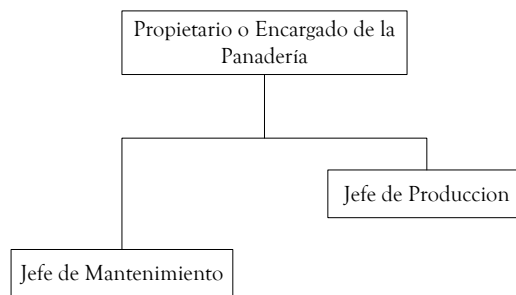 Propietario o Encargado de la
Panadería
Jefe de Produccion
Jefe de Mantenimiento